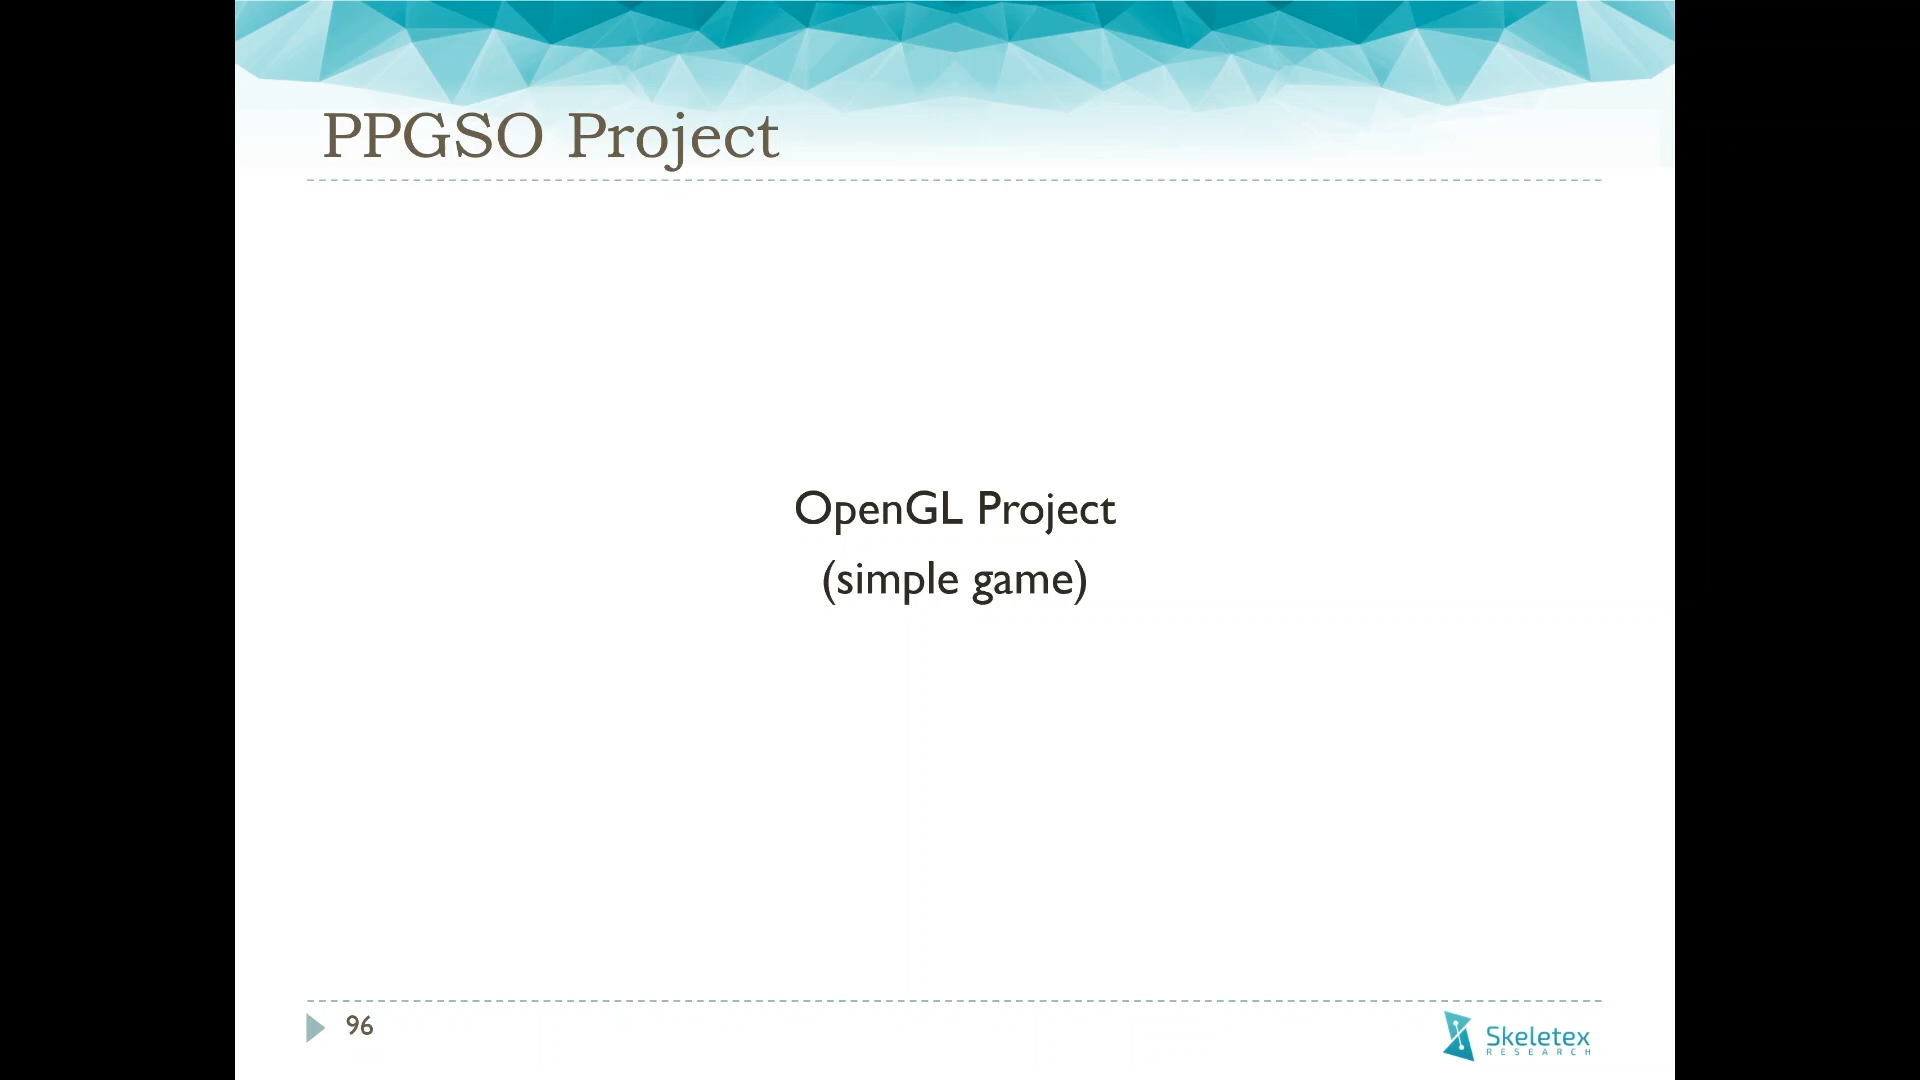 PPGSO Project
OpenGL Project
(simple game)
96
Skeletex
RESEARCH